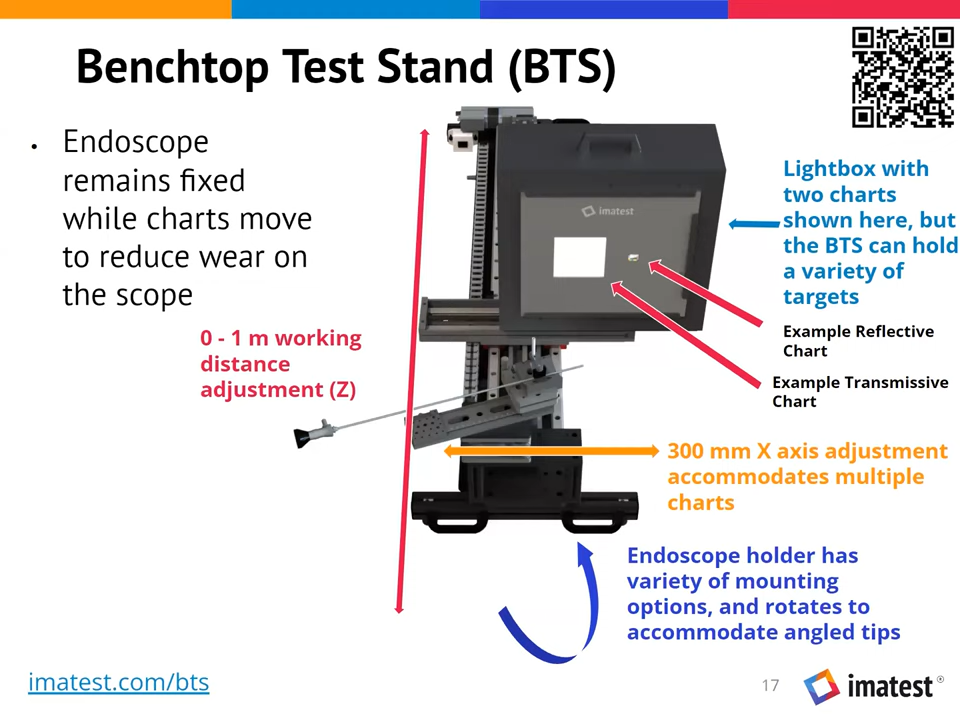 Benchtop Test Stand (BTS)
• Endoscope
remains fixed
while charts move
to reduce wear on
the scope
imatest
Lightbox with
two charts
shown here, but
the BTS can hold
a variety of
targets
Example Reflective
Chart
Example Transmissive
Chart
0 - 1 m working
distance
adjustment (Z)
300 mm X axis adjustment
accommodates multiple
charts
Endoscope holder has
variety of mounting
options, and rotates to
accommodate angled tips
imatest.com/bts
17
imatest®